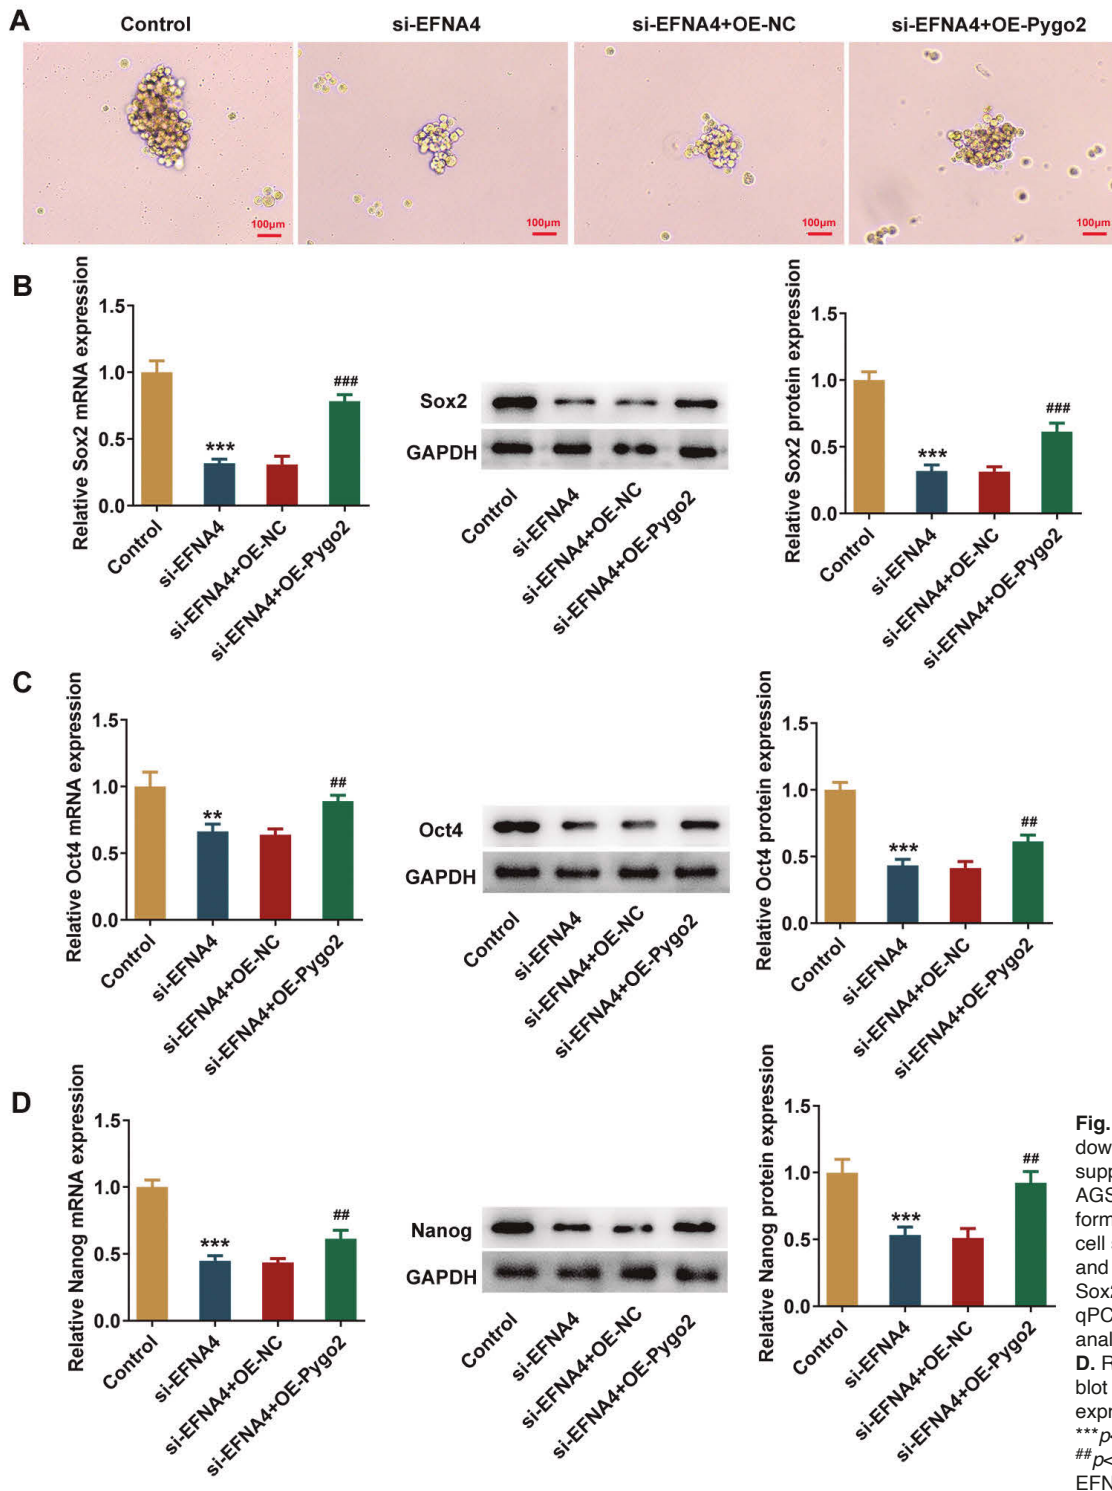 A
Control
si-EFNA4
si-EFNA4+OE-NC
si-EFNA4+OE-Pygo2
100μm
100μm
100μm
100μm
B
Relative Sox2 mRNA expression
1.5
1.0
0.5
0.0
***
###
Control
si-EFNA4
si-EFNA4+OE-NC
si-EFNA4+OE-Pygo2
Sox2
GAPDH
Control
si-EFNA4
si-EFNA4+OE-NC
si-EFNA4+OE-Pygo2
Relative Sox2 protein expression
1.5
1.0
0.5
0.0
***
###
Control
si-EFNA4
si-EFNA4+OE-NC
si-EFNA4+OE-Pygo2
C
Relative Oct4 mRNA expression
1.5
1.0
0.5
0.0
**
##
Control
si-EFNA4
si-EFNA4+OE-NC
si-EFNA4+OE-Pygo2
Oct4
GAPDH
Control
si-EFNA4
si-EFNA4+OE-NC
si-EFNA4+OE-Pygo2
Relative Oct4 protein expression
1.5
1.0
0.5
0.0
***
##
Control
si-EFNA4
si-EFNA4+OE-NC
si-EFNA4+OE-Pygo2
D
Relative Nanog mRNA expression
1.5
1.0
0.5
0.0
***
##
Control
si-EFNA4
si-EFNA4+OE-NC
si-EFNA4+OE-Pygo2
Nanog
GAPDH
Control
si-EFNA4
si-EFNA4+OE-NC
si-EFNA4+OE-Pygo2
Relative Nanog protein expression
1.5
1.0
0.5
0.0
***
##
Control
si-EFNA4
si-EFNA4+OE-NC
si-EFNA4+OE-Pygo2
Fig.
dow
supp
AGS
form
cell
and
Sox2
qPC
anal
D. R
blot
expr
***p<
##p<
EFN